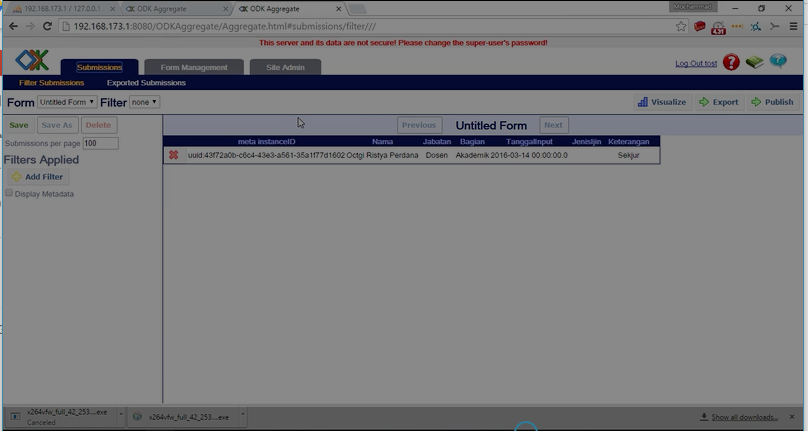 192.168.173.1 / 127.0.0.1
ODK Aggregate
ODK Aggregate
192.168.173.1:8080/ODKAggregate/Aggregate.html#submissions/filter///
4.31
This server and its data are not secure! Please change the super-user's password!
Submissions Form Management Site Admin Log Out test
Filter Submissions Exported Submissions
Form Untitled Form Filter none Visualize Export Publish
Save Save As Delete Previous Untitled Form Next
Submissions per page 100
Filters Applied
Add Filter
Display Metadata
meta instanceID Nama Jabatan Bagian TanggalInput JenisIjin Keterangan
uuid:43f72a0b-c6c4-43e3-a561-35a1f77d1602 Octgi Ristya Perdana Dosen Akademik 2016-03-14 00:00:00.0 Sekjur
x264vfw_full_42_253....exe
Canceled
x264vfw_full_42_253....exe
Show all downloads...